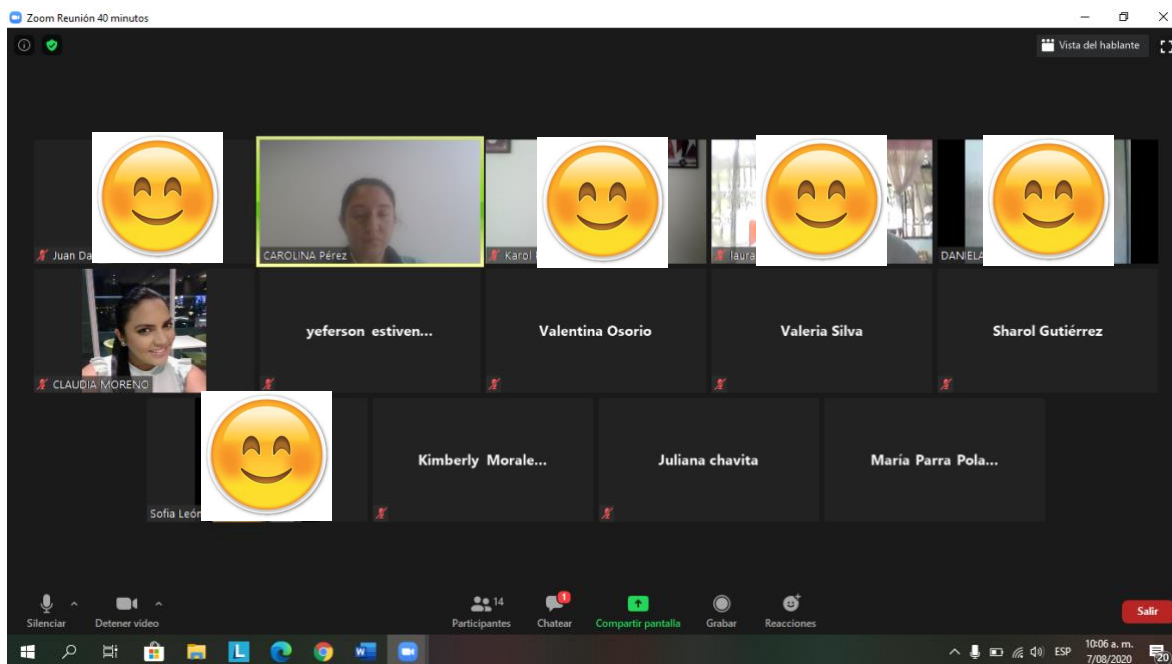 Zoom Reunión 40 minutos
Vista del hablante
Juan Da
CAROLINA Pérez
Karol
laura
DANIELA
CLAUDIA MORENO
yeferson estiven...
Valentina Osorio
Valeria Silva
Sharol Gutiérrez
Sofia León
Kimberly Morale...
Juliana chavita
María Parra Pola...
Silenciar
Detener video
14
Participantes
1
Chatear
Compartir pantalla
Grabar
Reacciones
Salir
L
W
ESP
10:06 a. m.
7/08/2020
20